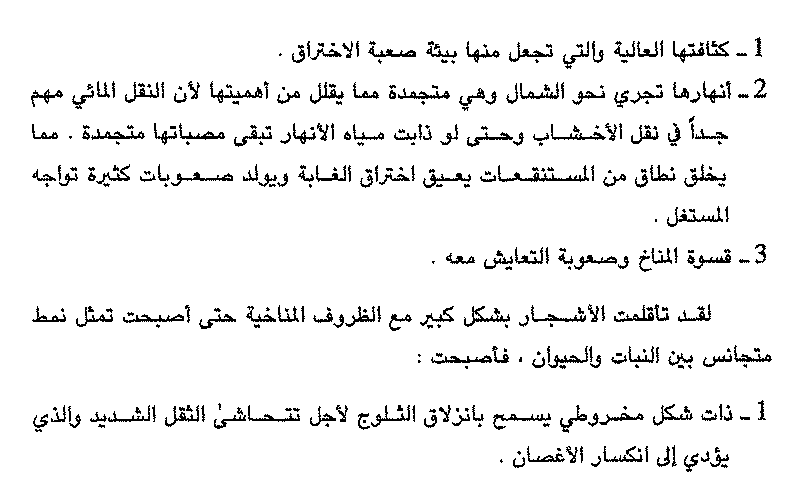 1 ـ كثافتها العالية والتي تجعل منها بيئة صعبة الاختراق .
2 ـ أنهارها تجري نحو الشمال وهي متجمدة مما يقلل من أهميتها لأن النقل المائي مهم
جداً في نقل الأخشاب وحتى لو ذابت مياه الأنهار تبقى مصباتها متجمدة . مما
يخلق نطاق من المستنقعات يعيق اختراق الغابة ويولد صعوبات كثيرة تواجه
المستغل .
3 ـ قسوة المناخ وصعوبة التعايش معه .
لقد تأقلمت الأشجار بشكل كبير مع الظروف المناخية حتى أصبحت تمثل نمط
متجانس بين النبات والحيوان ، فأصبحت :
1 ـ ذات شكل مخروطي يسمح بانزلاق الثلوج لأجل تتحاشىٰ الثقل الشديد والذي
يؤدي إلى انكسار الأغصان .